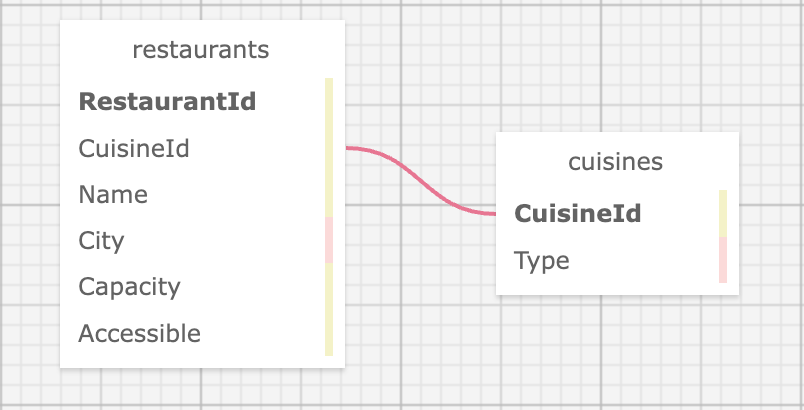 restaurants
RestaurantId
CuisineId
Name
City
Capacity
Accessible
cuisines
CuisineId
Type